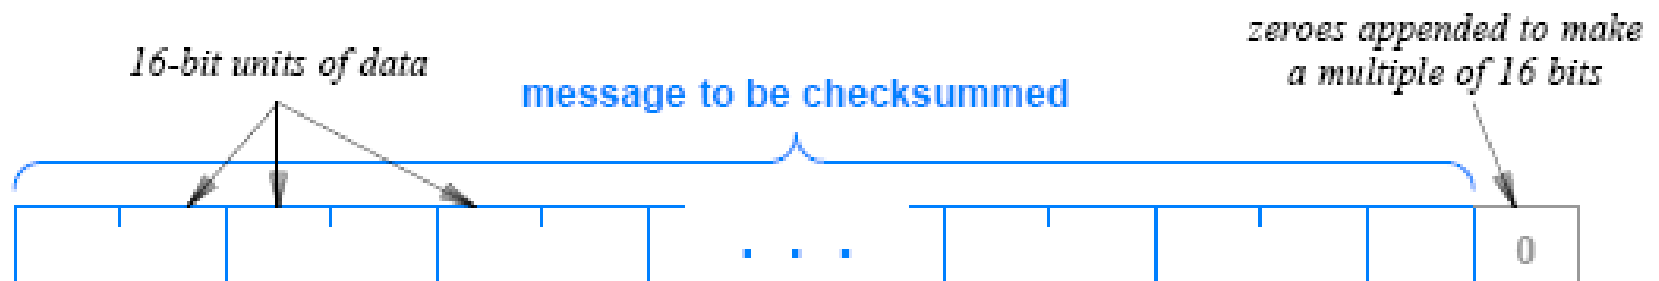 16-bit units of data
message to be checksummed
zeroes appended to make
a multiple of 16 bits
. . .
0